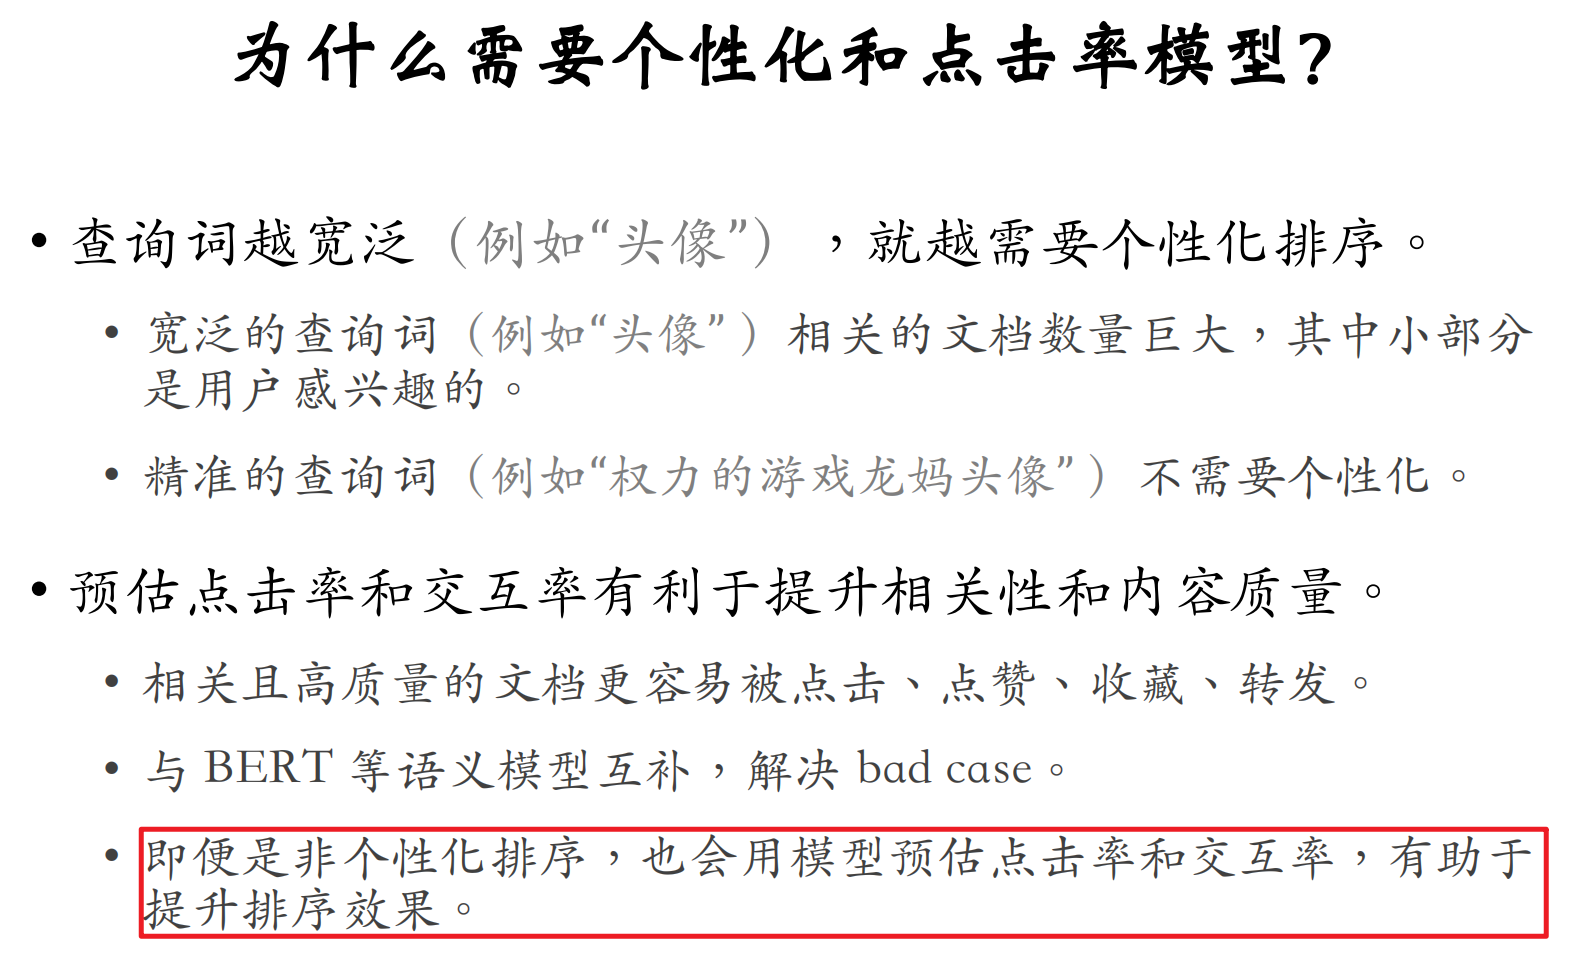 为什么需要个性化和点击率模型?
• 查询词越宽泫（例如“头像”），就越需要个性化排序。
• 宽泛的查询词（例如“头像”）相关的文档数量巨大，其中小部分
是用户感兴趣的。
• 精准的查询词（例如“权力的游戏龙妈头像”）不需要个性化。
• 预估点击率和交互率有利于提升相关性和内容质量。
• 相关且高质量的文档更容易被点击、点赞、收藏、转发。
• 与 BERT 等语义模型互补，解决 bad case。
• 即便是非个性化排序，也会用模型预估点击率和交互率，有助于
提升排序效果。